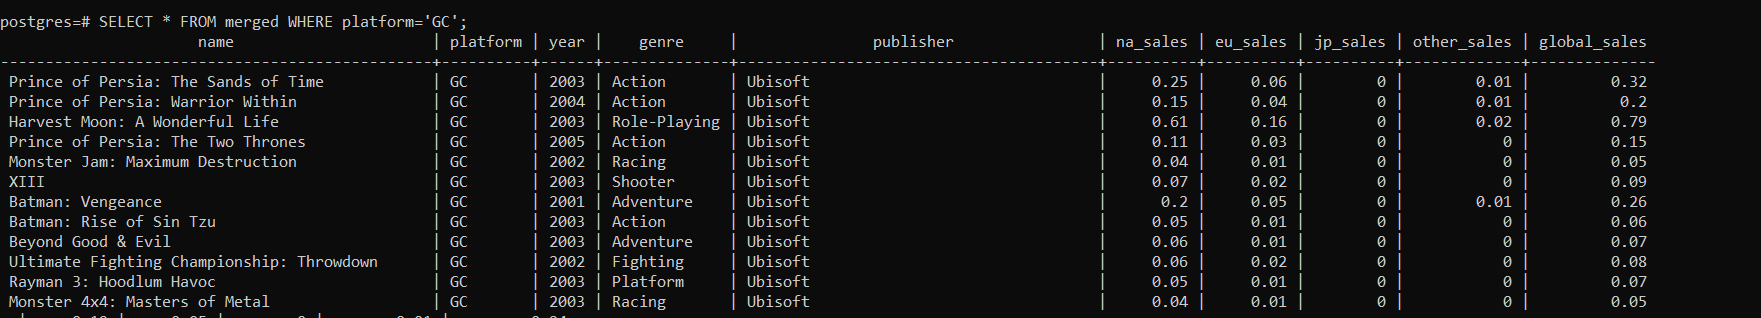 postgres=# SELECT * FROM merged WHERE platform='GC';
name | platform | year | genre | publisher | na_sales | eu_sales | jp_sales | other_sales | global_sales
Prince of Persia: The Sands of Time | GC | 2003 | Action | Ubisoft | 0.25 | 0.06 | 0 | 0.01 | 0.32
Prince of Persia: Warrior Within | GC | 2004 | Action | Ubisoft | 0.15 | 0.04 | 0 | 0.01 | 0.2
Harvest Moon: A Wonderful Life | GC | 2003 | Role-Playing | Ubisoft | 0.61 | 0.16 | 0 | 0.02 | 0.79
Prince of Persia: The Two Thrones | GC | 2005 | Action | Ubisoft | 0.11 | 0.03 | 0 | 0 | 0.15
Monster Jam: Maximum Destruction | GC | 2002 | Racing | Ubisoft | 0.04 | 0.01 | 0 | 0 | 0.05
XIII | GC | 2003 | Shooter | Ubisoft | 0.07 | 0.02 | 0 | 0 | 0.09
Batman: Vengeance | GC | 2001 | Adventure | Ubisoft | 0.2 | 0.05 | 0 | 0.01 | 0.26
Batman: Rise of Sin Tzu | GC | 2003 | Action | Ubisoft | 0.05 | 0.01 | 0 | 0 | 0.06
Beyond Good & Evil | GC | 2003 | Adventure | Ubisoft | 0.06 | 0.01 | 0 | 0 | 0.07
Ultimate Fighting Championship: Throwdown | GC | 2002 | Fighting | Ubisoft | 0.06 | 0.02 | 0 | 0 | 0.08
Rayman 3: Hoodlum Havoc | GC | 2003 | Platform | Ubisoft | 0.05 | 0.01 | 0 | 0 | 0.07
Monster 4x4: Masters of Metal | GC | 2003 | Racing | Ubisoft | 0.04 | 0.01 | 0 | 0 | 0.05